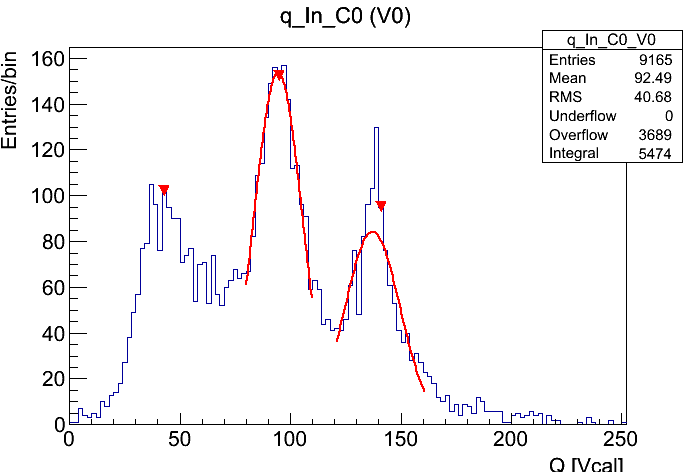 q_In_C0 (V0)
q_In_C0_V0
Entries 9165
Mean 92.49
RMS 40.68
Underflow 0
Overflow 3689
Integral 5474
Entries/bin
160
140
120
100
80
60
40
20
0
0 50 100 150 200 250
Q [Vcal]